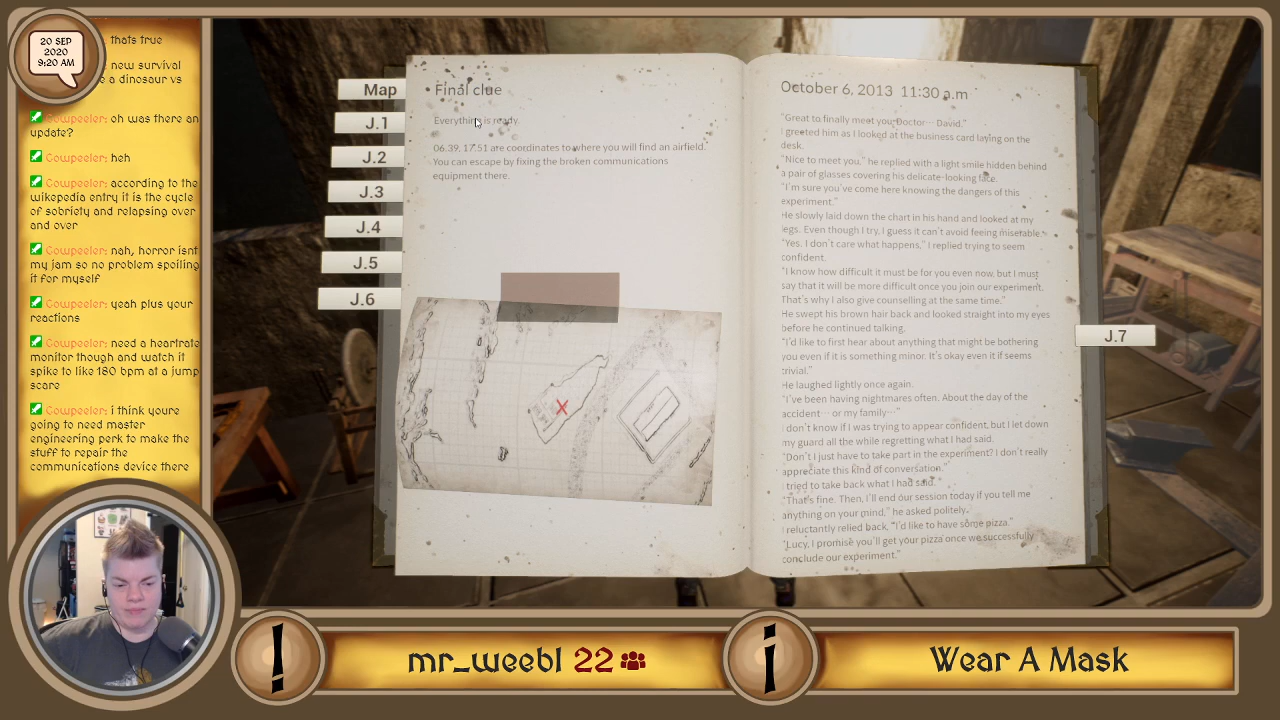 20 SEP
2020
9:20 AM
thats true
new survival
e a dinosaur vs
Cowpeeler: oh was there an
update?
Cowpeeler: heh
Cowpeeler: according to the
wikepedia entry it is the cycle
of sobriety and relapsing over
and over
Cowpeeler: nah, horror isnt
my jam so no problem spoiling
it for myself
Cowpeeler: yeah plus your
reactions
Cowpeeler: need a heartrate
monitor though and watch it
spike to like 180 bpm at a jump
scare
Cowpeeler: i think youre
going to need master
engineering perk to make the
stuff to repair the
communications device there
Map
J.1
J.2
J.3
J.4
J.5
J.6
Final clue
Everything is ready.
06.39, 17.51 are coordinates to where you will find an airfield.
You can escape by fixing the broken communications
equipment there.
October 6, 2013 11:30 a.m
"Great to finally meet you, Doctor… David."
I greeted him as I looked at the business card laying on the
desk.
"Nice to meet you," he replied with a light smile hidden behind
a pair of glasses covering his delicate-looking face.
"I'm sure you've come here knowing the dangers of this
experiment."
He slowly laid down the chart in his hand and looked at my
legs. Even though I try, I guess it can't avoid feeling miserable.
"Yes. I don't care what happens," I replied trying to seem
confident.
"I know how difficult it must be for you even now, but I must
say that it will be more difficult once you join our experiment.
That's why I also give counselling at the same time."
He swept his brown hair back and looked straight into my eyes
before he continued talking.
"I'd like to first hear about anything that might be bothering
you even if it is something minor. It's okay even it if seems
trivial."
He laughed lightly once again.
"I've been having nightmares often. About the day of the
accident… or my family…"
I don't know if I was trying to appear confident, but I let down
my guard all the while regretting what I had said.
"Don't I just have to take part in the experiment? I don't really
appreciate this kind of conversation."
I tried to take back what I had said.
"That's fine. Then, I'll end our session today if you tell me
anything on your mind," he asked politely.
I reluctantly relied back, "I'd like to have some pizza."
"Lucy, I promise you'll get your pizza once we successfully
conclude our experiment."
J.7
! mr_weebl 22
i Wear A Mask